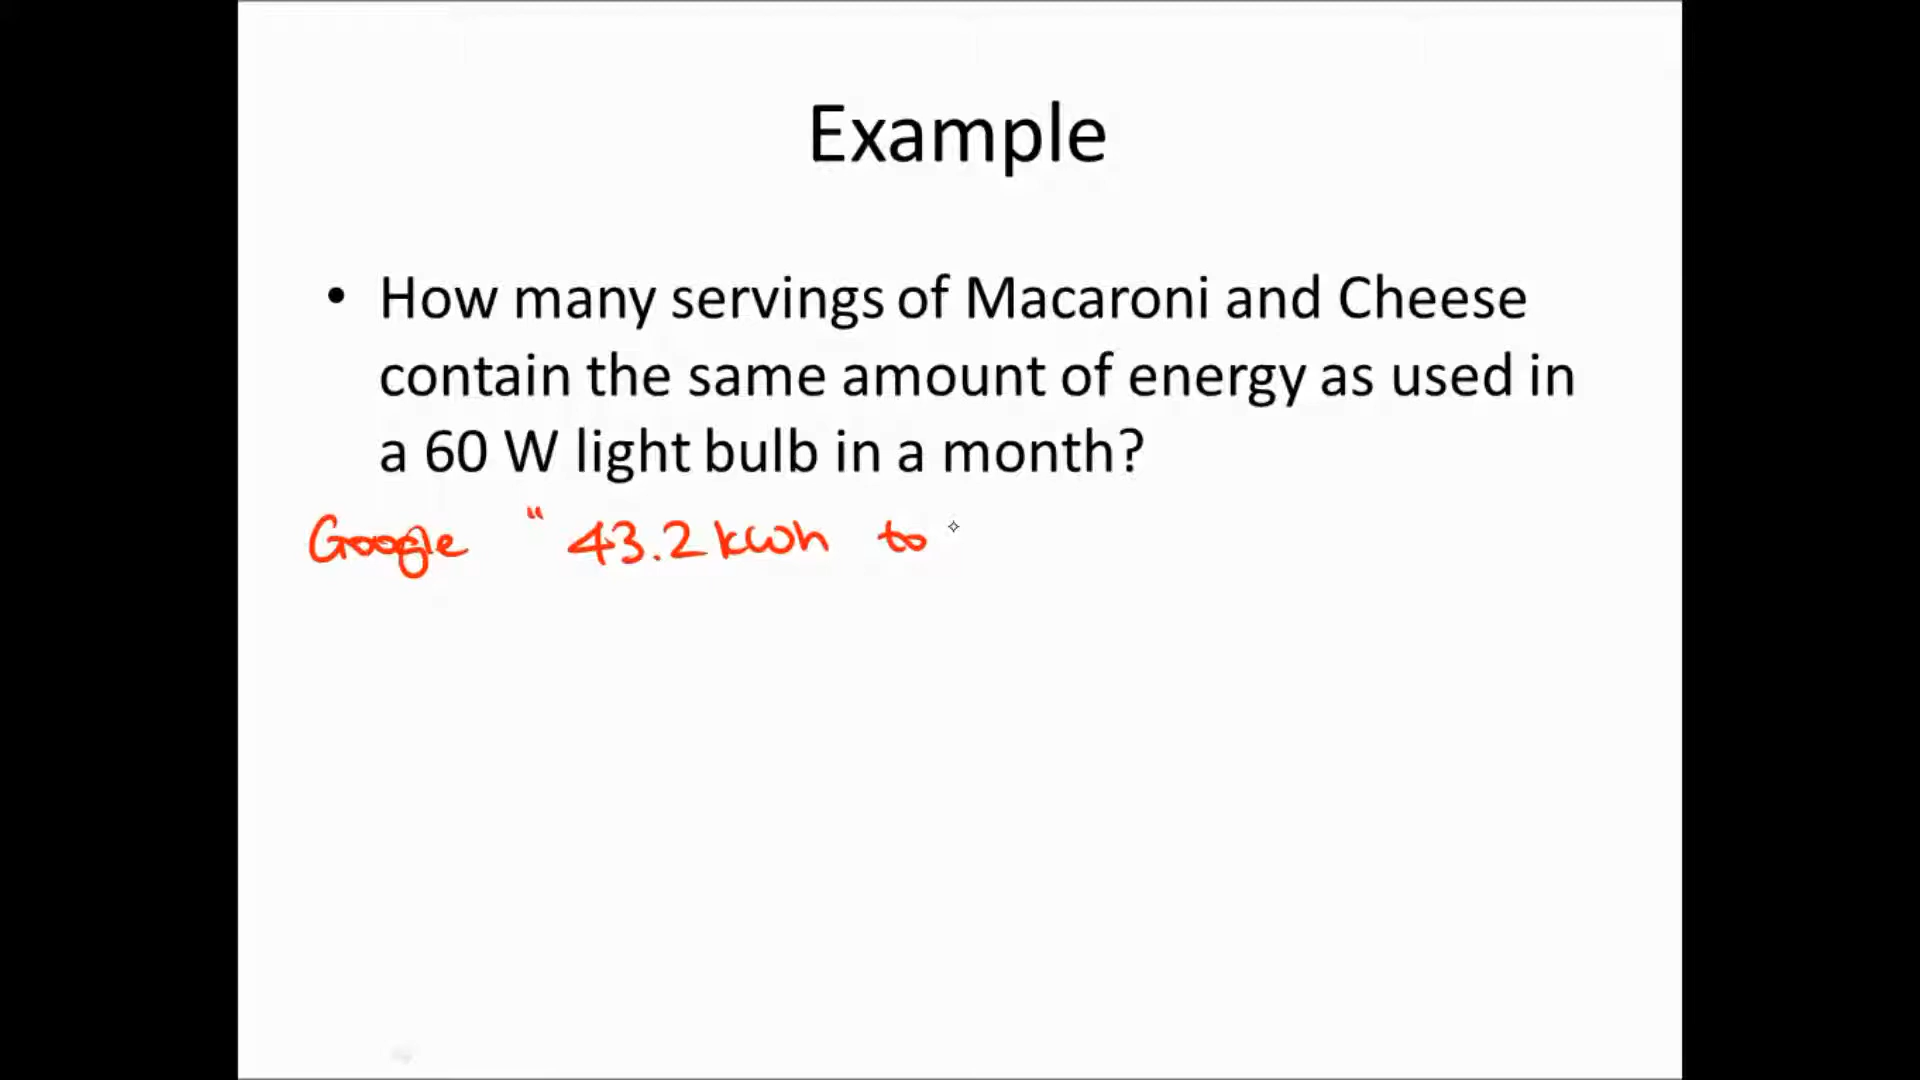 Example
• How many servings of Macaroni and Cheese
contain the same amount of energy as used in
a 60 W light bulb in a month?
Google " 43.2 kWh to